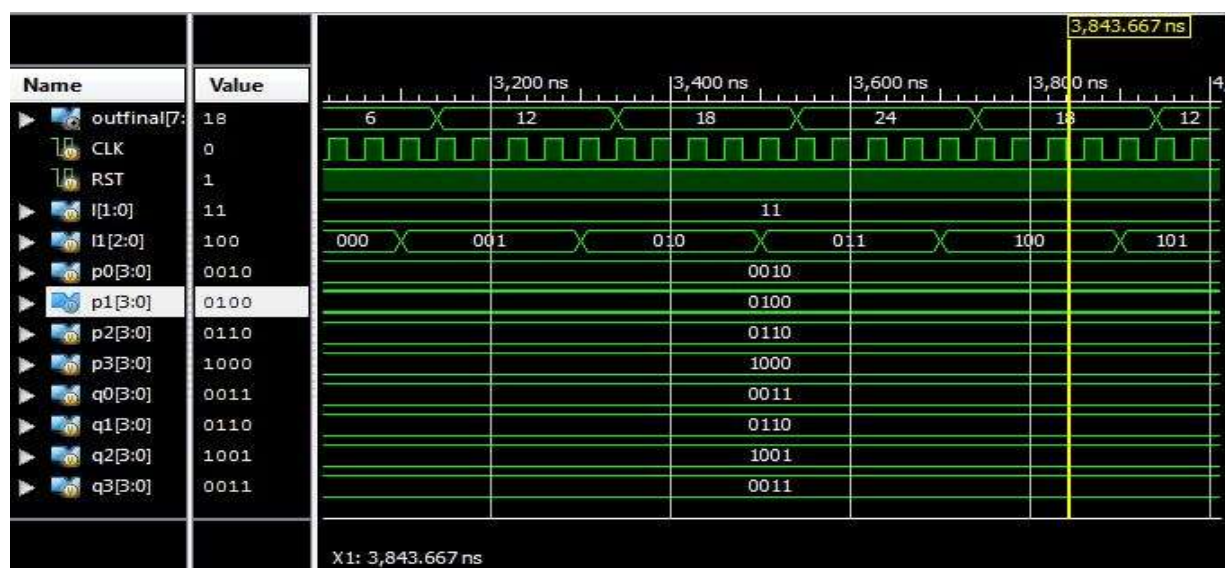 3,843.667 ns
Name Value 3,200 ns 3,400 ns 3,600 ns 3,800 ns 4,
outfinal[7: 18 6 12 18 24 18 12
CLK 0
RST 1
I[1:0] 11 11
I1[2:0] 100 000 001 010 011 100 101
p0[3:0] 0010 0010
p1[3:0] 0100 0100
p2[3:0] 0110 0110
p3[3:0] 1000 1000
q0[3:0] 0011 0011
q1[3:0] 0110 0110
q2[3:0] 1001 1001
q3[3:0] 0011 0011
X1: 3,843.667 ns